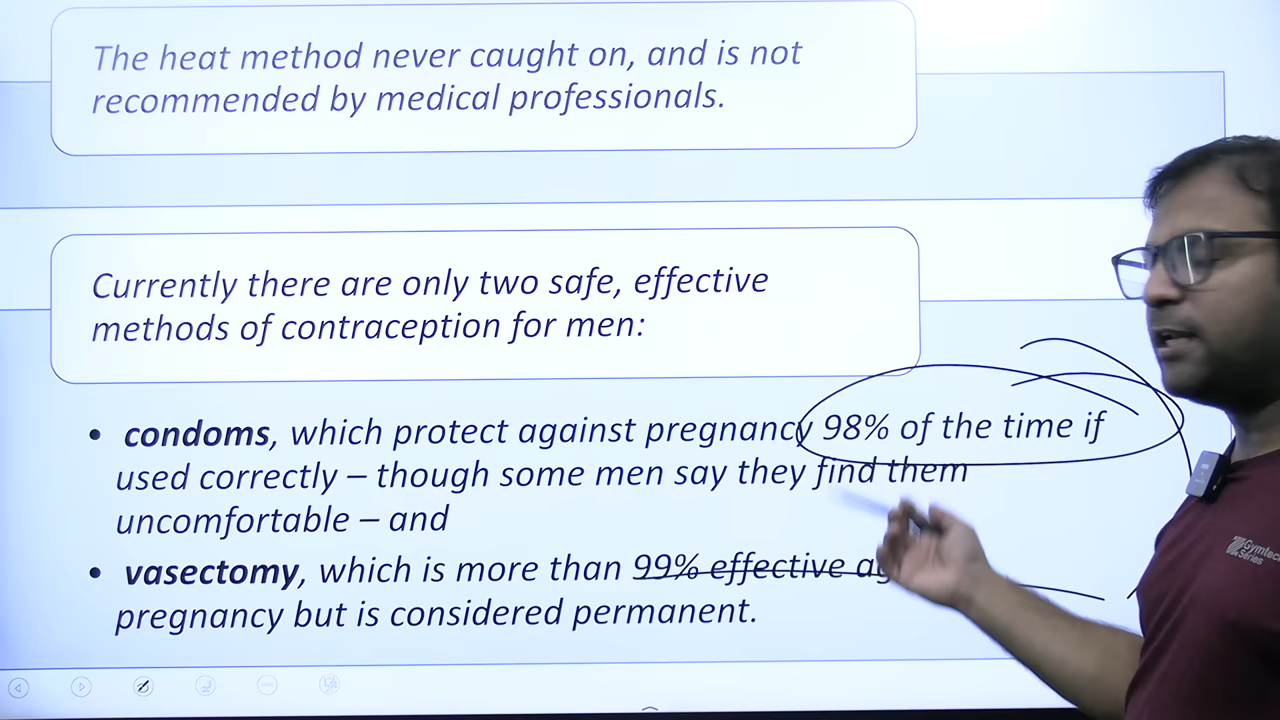 The heat method never caught on, and is not
recommended by medical professionals.
Currently there are only two safe, effective
methods of contraception for men:
• condoms, which protect against pregnancy 98% of the time if
used correctly – though some men say they find them
uncomfortable – and
• vasectomy, which is more than 99% effective
pregnancy but is considered permanent.
Series